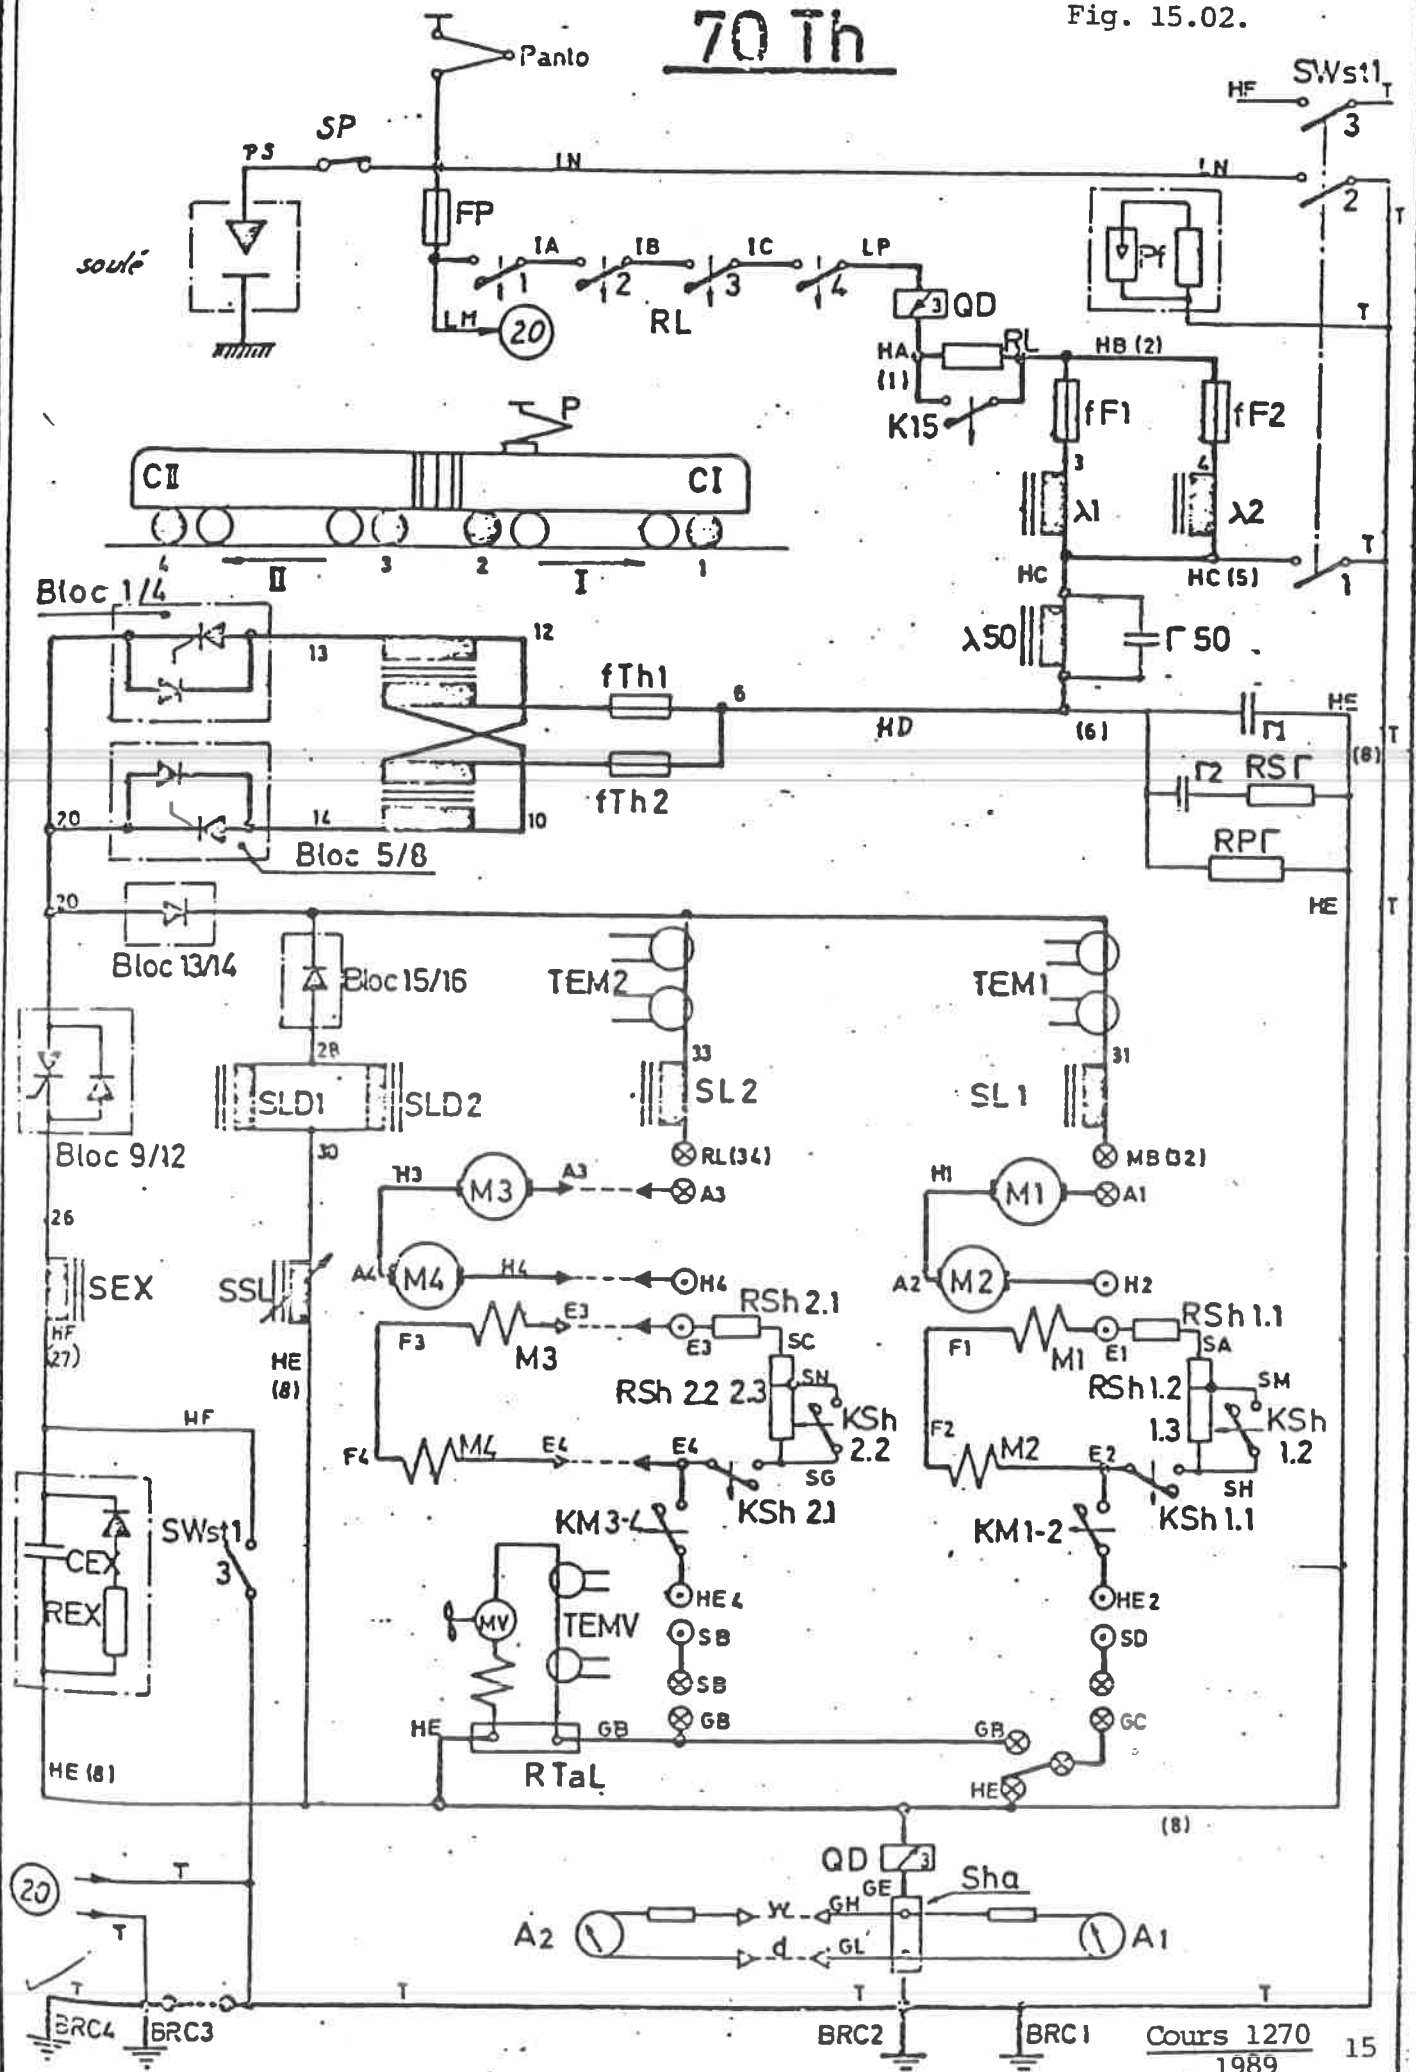 Fig. 15.02.
70 Th
Panto
SWst1
HF
T
3
SP
PS
LN
LN
2
T
FP
soulé
IA
IB
IC
LP
1
2
3
4
RL
LM
20
3
QD
Pf
T
HA
(1)
RL
HB (2)
K15
fF1
fF2
P
CII
CI
3
4
λ1
λ2
4
3
2
1
II
I
HC
HC (5)
T
1
Bloc 1/4
13
12
λ50
Γ50
fTh1
6
HD
(6)
Γ1
HE
T
(8)
fTh2
Γ2
RSΓ
20
14
10
Bloc 5/8
RPΓ
20
HE
T
Bloc 13/14
Bloc 15/16
TEM2
TEM1
28
33
31
SLD1
SLD2
SL2
SL1
Bloc 9/12
30
RL(34)
MB(32)
H3
M3
A3
A3
H1
M1
A1
26
A4
M4
H4
H4
A2
M2
H2
SEX
SSL
HF
(27)
HE
(8)
F3
M3
E3
E3
RSh 2.1
SC
F1
M1
E1
RSh 1.1
SA
RSh 2.2
2.3
SN
KSh
2.2
RSh 1.2
1.3
SM
KSh
1.2
HF
F4
M4
E4
E4
SG
KSh 2.1
F2
M2
E2
SH
KSh 1.1
SWst1
3
KM3-4
KM1-2
CEX
REX
MV
TEMV
HE4
SB
SB
GB
HE2
SD
GC
HE
GB
GB
RTaL
HE
HE (8)
(8)
20
T
T
QD
3
GE
Sha
A2
W
GH
d
GL
A1
T
T
T
T
BRC4
BRC3
BRC2
BRC1
Cours 1270
1989
15